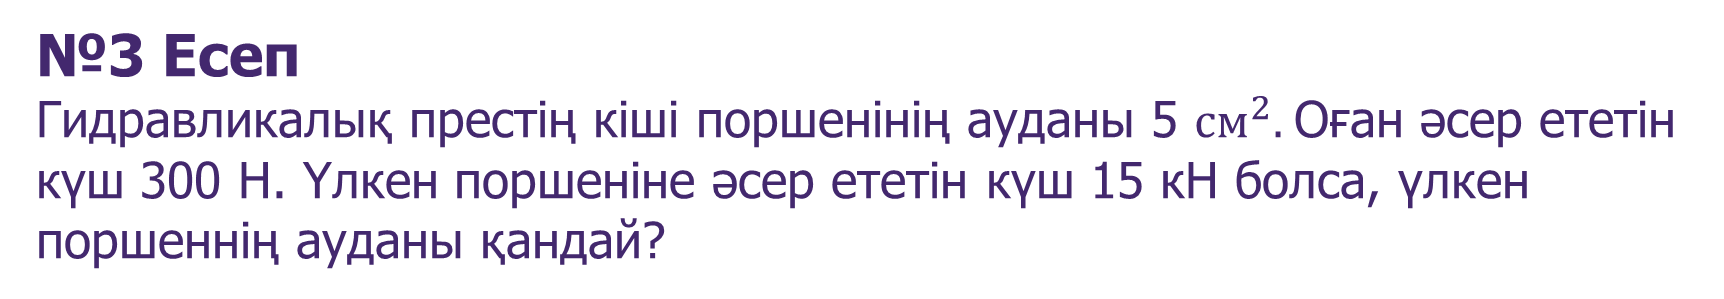 №3 Есеп
Гидравликалық престің кіші поршенінің ауданы 5 см². Оған әсер ететін
күш 300 Н. Үлкен поршеніне әсер ететін күш 15 кН болса, үлкен
поршеннің ауданы қандай?